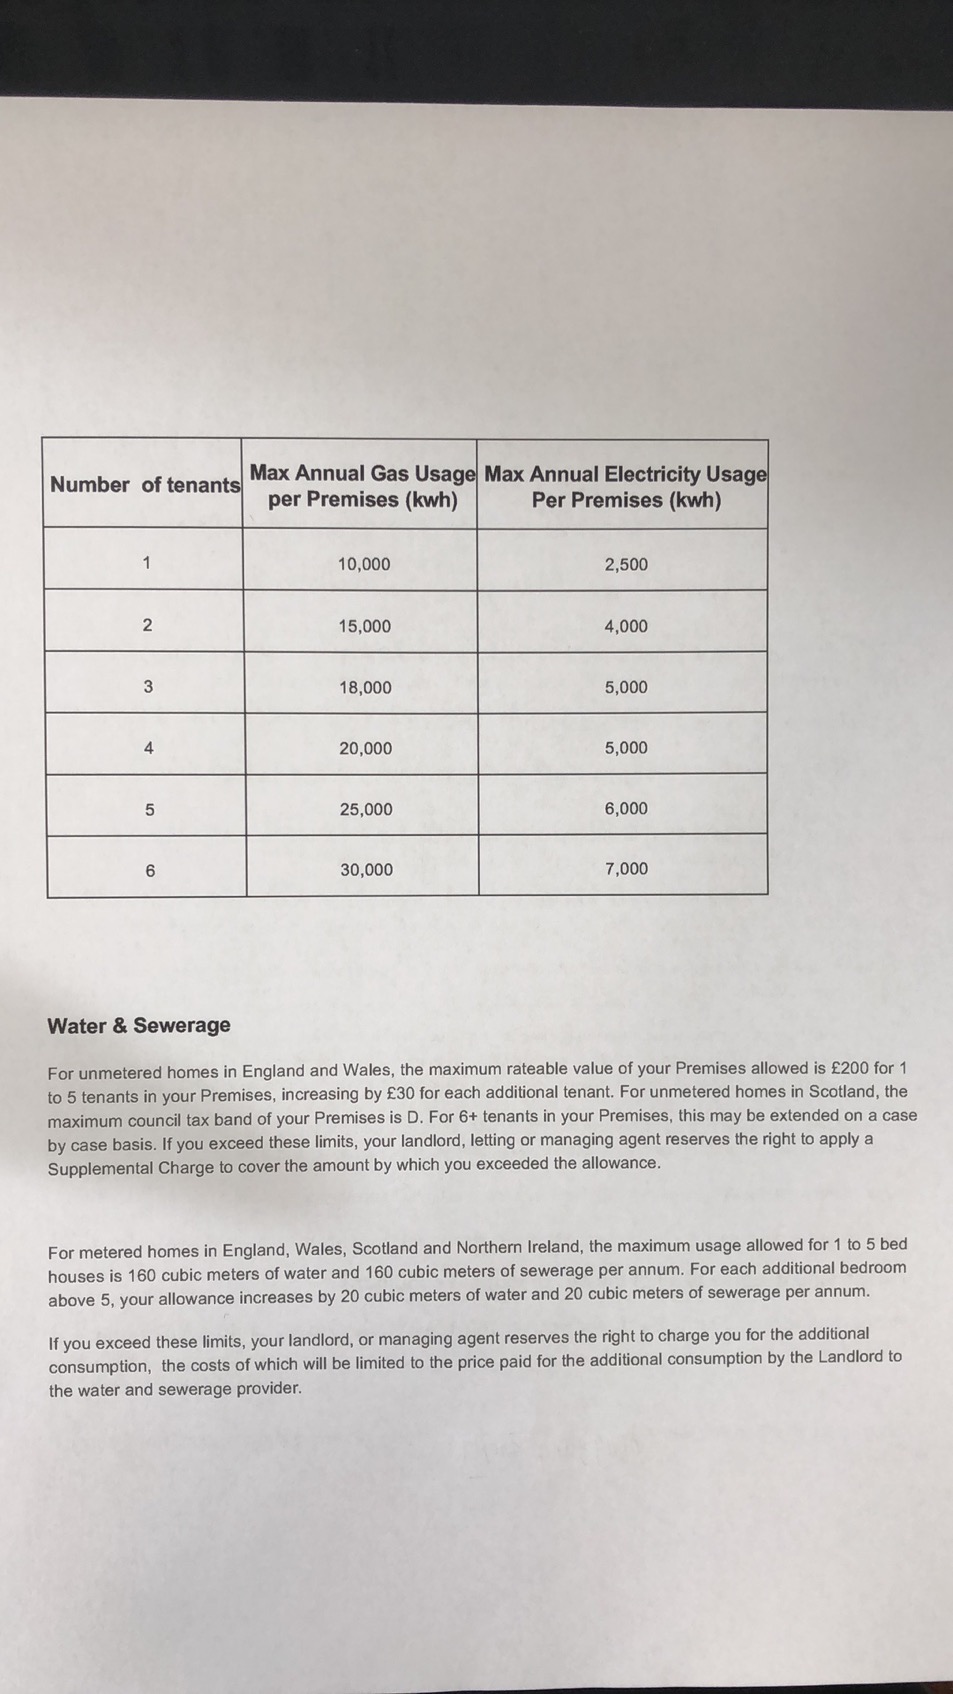 Number of tenants Max Annual Gas Usage per Premises (kwh) Max Annual Electricity Usage Per Premises (kwh)
1 10,000 2,500
2 15,000 4,000
3 18,000 5,000
4 20,000 5,000
5 25,000 6,000
6 30,000 7,000
Water & Sewerage
For unmetered homes in England and Wales, the maximum rateable value of your Premises allowed is £200 for 1
to 5 tenants in your Premises, increasing by £30 for each additional tenant. For unmetered homes in Scotland, the
maximum council tax band of your Premises is D. For 6+ tenants in your Premises, this may be extended on a case
by case basis. If you exceed these limits, your landlord, letting or managing agent reserves the right to apply a
Supplemental Charge to cover the amount by which you exceeded the allowance.
For metered homes in England, Wales, Scotland and Northern Ireland, the maximum usage allowed for 1 to 5 bed
houses is 160 cubic meters of water and 160 cubic meters of sewerage per annum. For each additional bedroom
above 5, your allowance increases by 20 cubic meters of water and 20 cubic meters of sewerage per annum.
If you exceed these limits, your landlord, or managing agent reserves the right to charge you for the additional
consumption, the costs of which will be limited to the price paid for the additional consumption by the Landlord to
the water and sewerage provider.